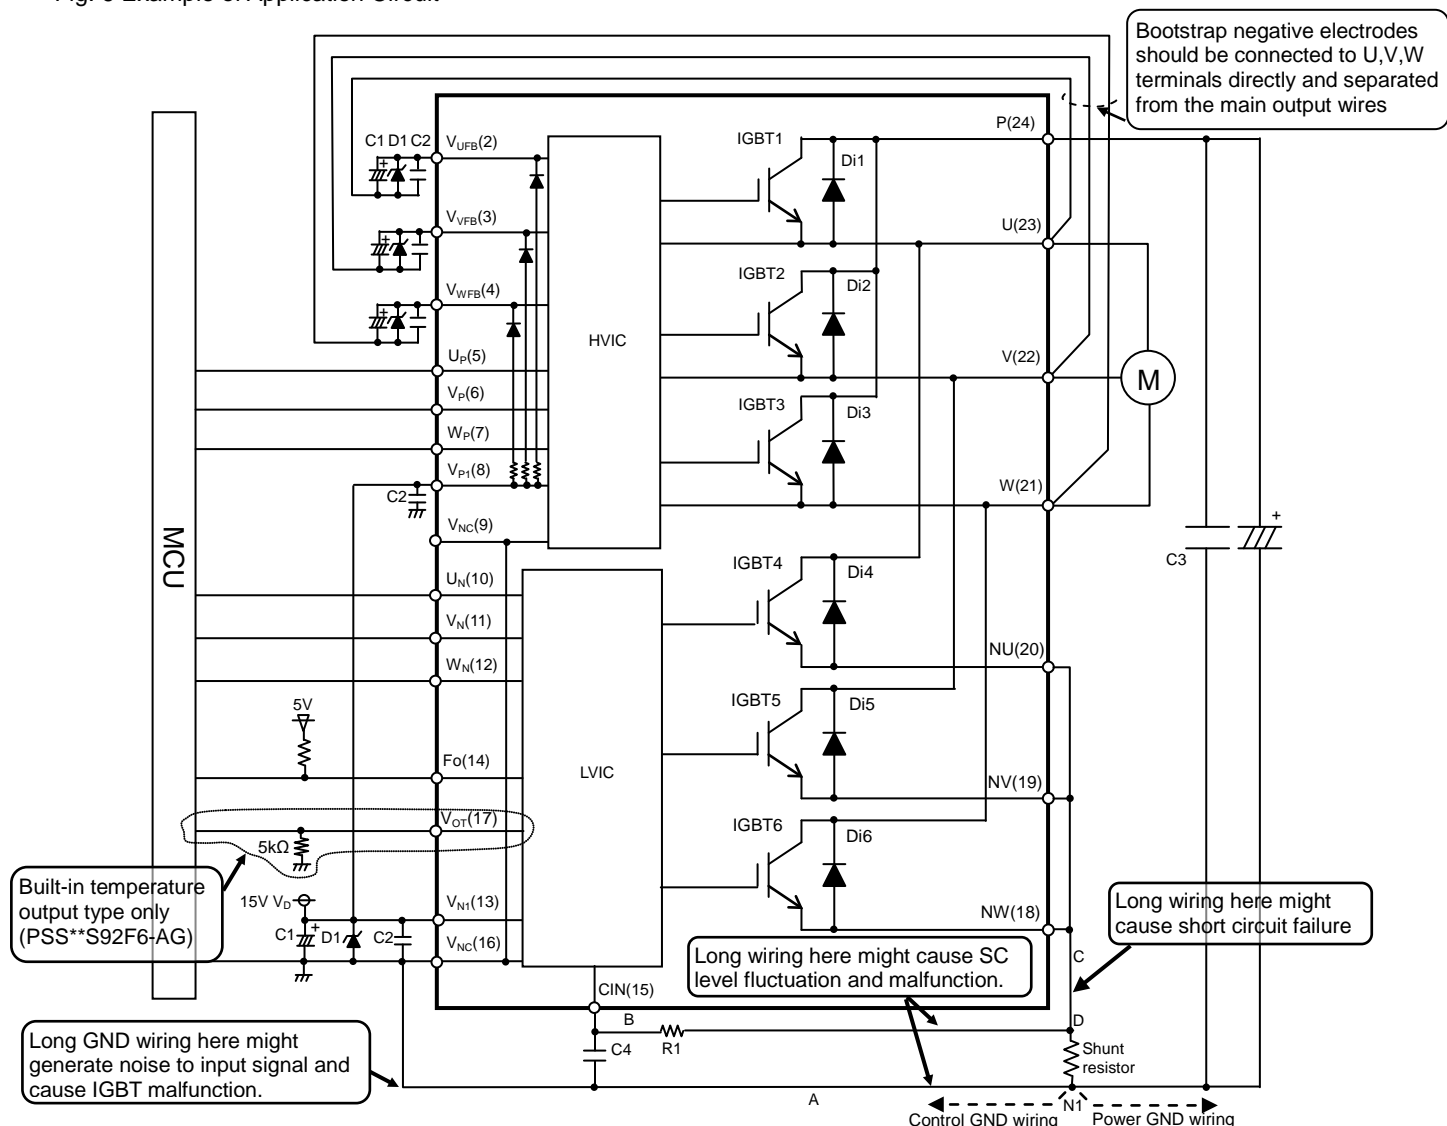 Fig. 8 Example of Application Circuit
Bootstrap negative electrodes
should be connected to U,V,W
terminals directly and separated
from the main output wires
P(24)
IGBT1
Di1
C1 D1 C2
+
VUFB(2)
U(23)
VVFB(3)
+
IGBT2
Di2
VWFB(4)
+
HVIC
UP(5)
V(22)
M
VP(6)
IGBT3
Di3
WP(7)
VP1(8)
C2
W(21)
VNC(9)
MCU
+
C3
IGBT4
Di4
UN(10)
VN(11)
NU(20)
WN(12)
5V
IGBT5
Di5
Fo(14)
LVIC
NV(19)
VOT(17)
IGBT6
Di6
5kΩ
Built-in temperature
output type only
(PSS**S92F6-AG)
15V VD
VN1(13)
NW(18)
Long wiring here might
cause short circuit failure
C1
+
D1
C2
VNC(16)
Long wiring here might cause SC
level fluctuation and malfunction.
C
CIN(15)
B
D
R1
C4
Shunt
resistor
Long GND wiring here might
generate noise to input signal and
cause IGBT malfunction.
A
N1
Control GND wiring
Power GND wiring